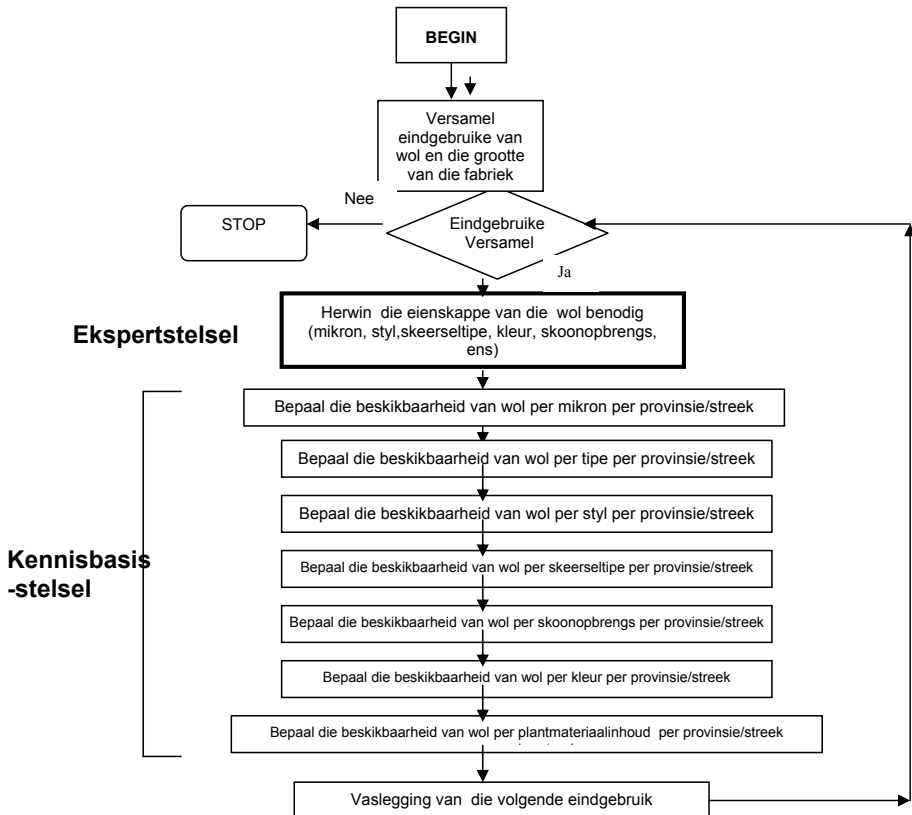 BEGIN
Versamel
eindgebruike van
wol en die grootte
van die fabriek
Nee
STOP
Eindgebruike
Versamel
Ja
Ekspertstelsel
Herwin die eienskappe van die wol benodig
(mikron, styl,skeerseltipe, kleur, skoonopbrengs,
ens)
Bepaal die beskikbaarheid van wol per mikron per provinsie/streek
Bepaal die beskikbaarheid van wol per tipe per provinsie/streek
Bepaal die beskikbaarheid van wol per styl per provinsie/streek
Kennisbasis
-stelsel
Bepaal die beskikbaarheid van wol per skeerseltipe per provinsie/streek
Bepaal die beskikbaarheid van wol per skoonopbrengs per provinsie/streek
Bepaal die beskikbaarheid van wol per kleur per provinsie/streek
Bepaal die beskikbaarheid van wol per plantmateriaalinhoud per provinsie/streek
Vaslegging van die volgende eindgebruik